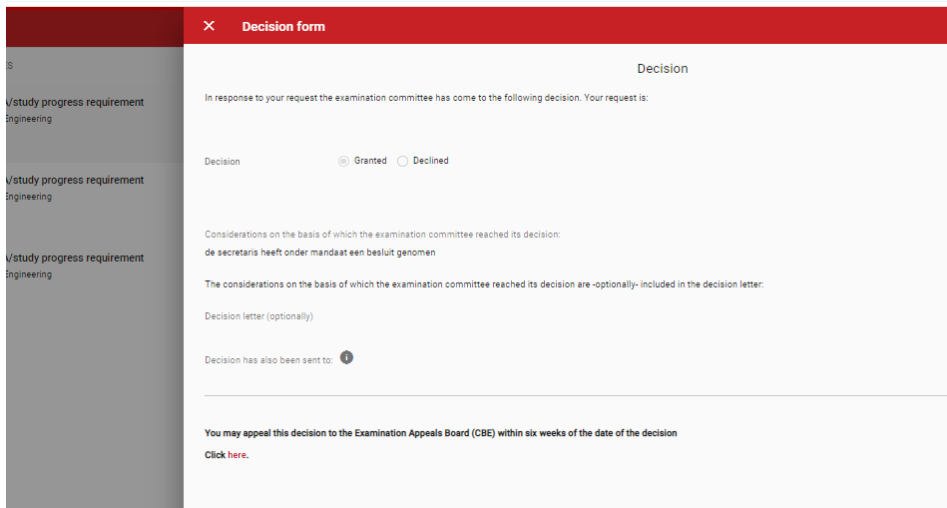 Decision form
Decision
In response to your request the examination committee has come to the following decision. Your request is:
Decision
Granted
Declined
Considerations on the basis of which the examination committee reached its decision:
de secretaris heeft onder mandaat een besluit genomen
The considerations on the basis of which the examination committee reached its decision are -optionally- included in the decision letter:
Decision letter (optionally)
Decision has also been sent to:
You may appeal this decision to the Examination Appeals Board (CBE) within six weeks of the date of the decision
Click here.
/study progress requirement
Engineering
/study progress requirement
Engineering
/study progress requirement
Engineering